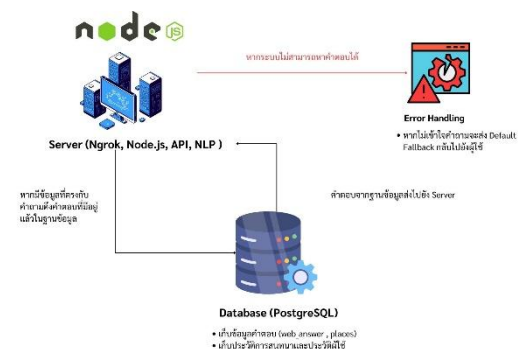 node
JS
หากระบบไม่สามารถหาคำตอบได้
Error Handling
• หากไม่เข้าใจคำถามจะส่ง Default
Fallback กลับไปยังผู้ใช้
Server (Ngrok, Node.js, API, NLP )
หากมีข้อมูลที่ตรงกับ
คำถามดึงคำตอบที่มีอยู่
แล้วในฐานข้อมูล
คำตอบจากฐานข้อมูลส่งไปยัง Server
Database (PostgreSQL)
• เก็บข้อมูลคำตอบ (web_answer , places)
• เก็บประวัติการสนทนาและประวัติผู้ใช้